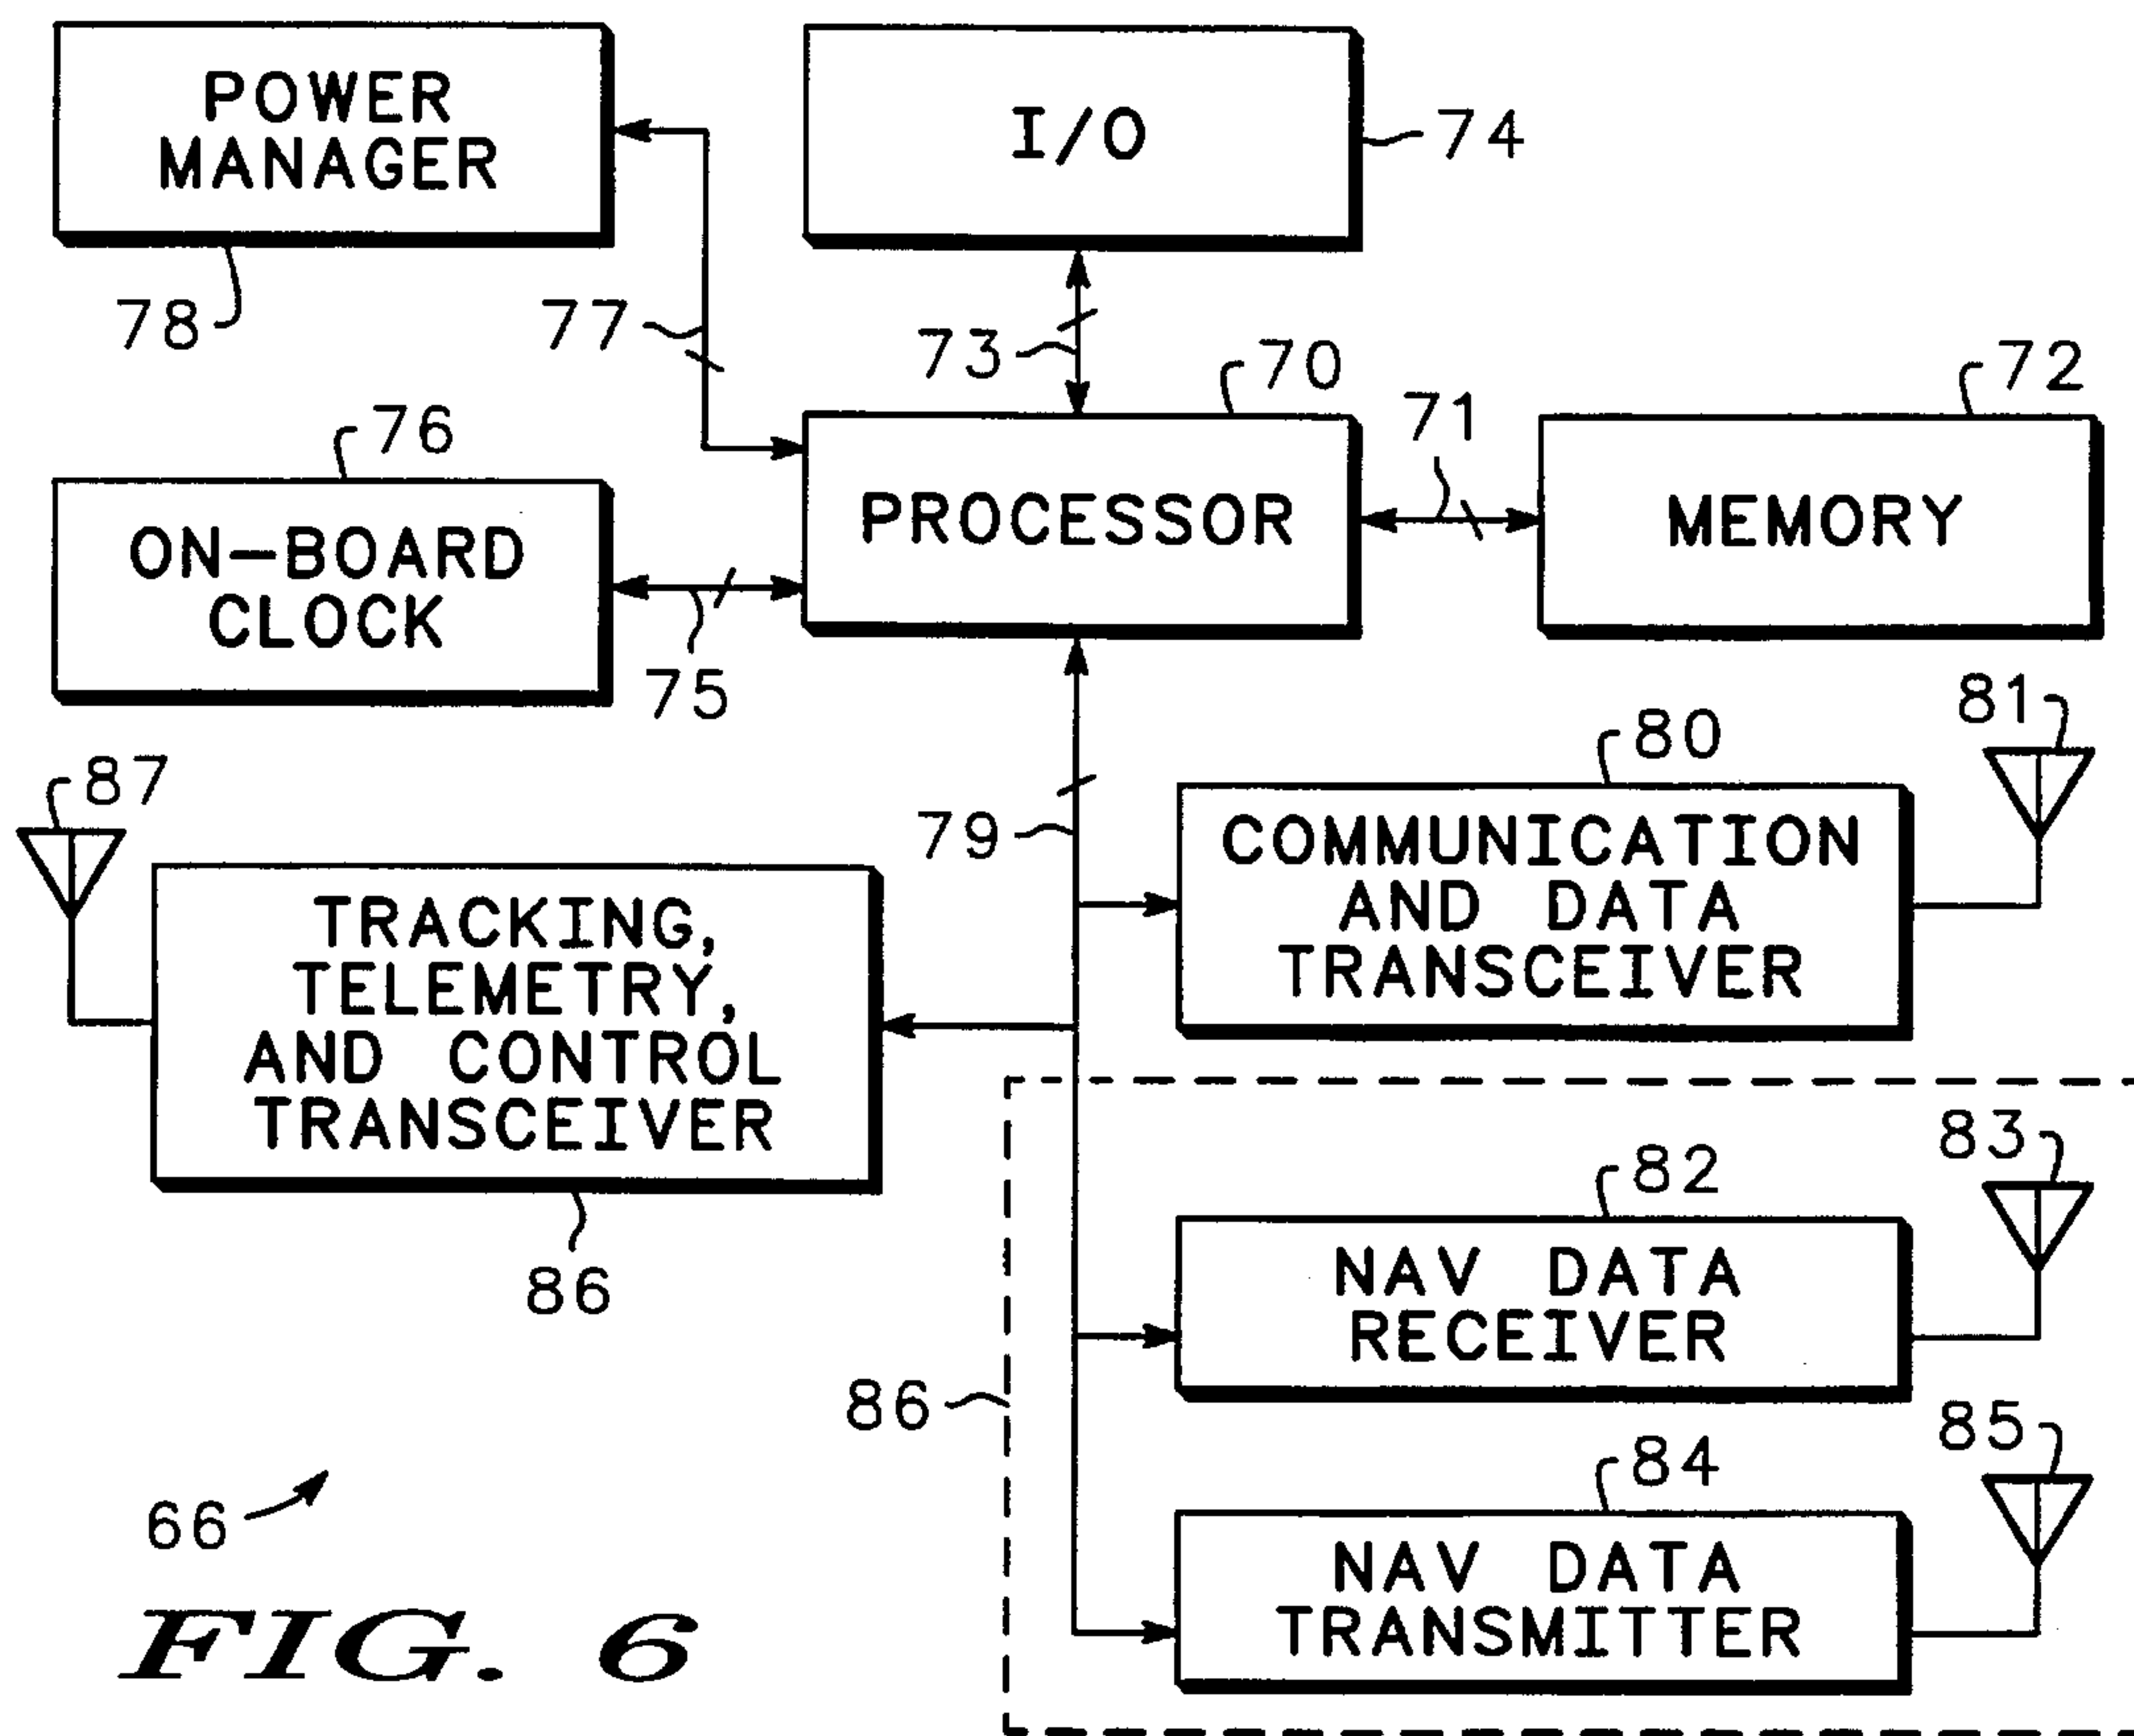 POWER
MANAGER
I/O
74
78
77
73
70
71
72
76
ON-BOARD
CLOCK
PROCESSOR
MEMORY
75
87
79
80
81
COMMUNICATION
AND DATA
TRANSCEIVER
TRACKING,
TELEMETRY,
AND CONTROL
TRANSCEIVER
86
82
83
NAV DATA
RECEIVER
86
84
85
NAV DATA
TRANSMITTER
66
FIG. 6